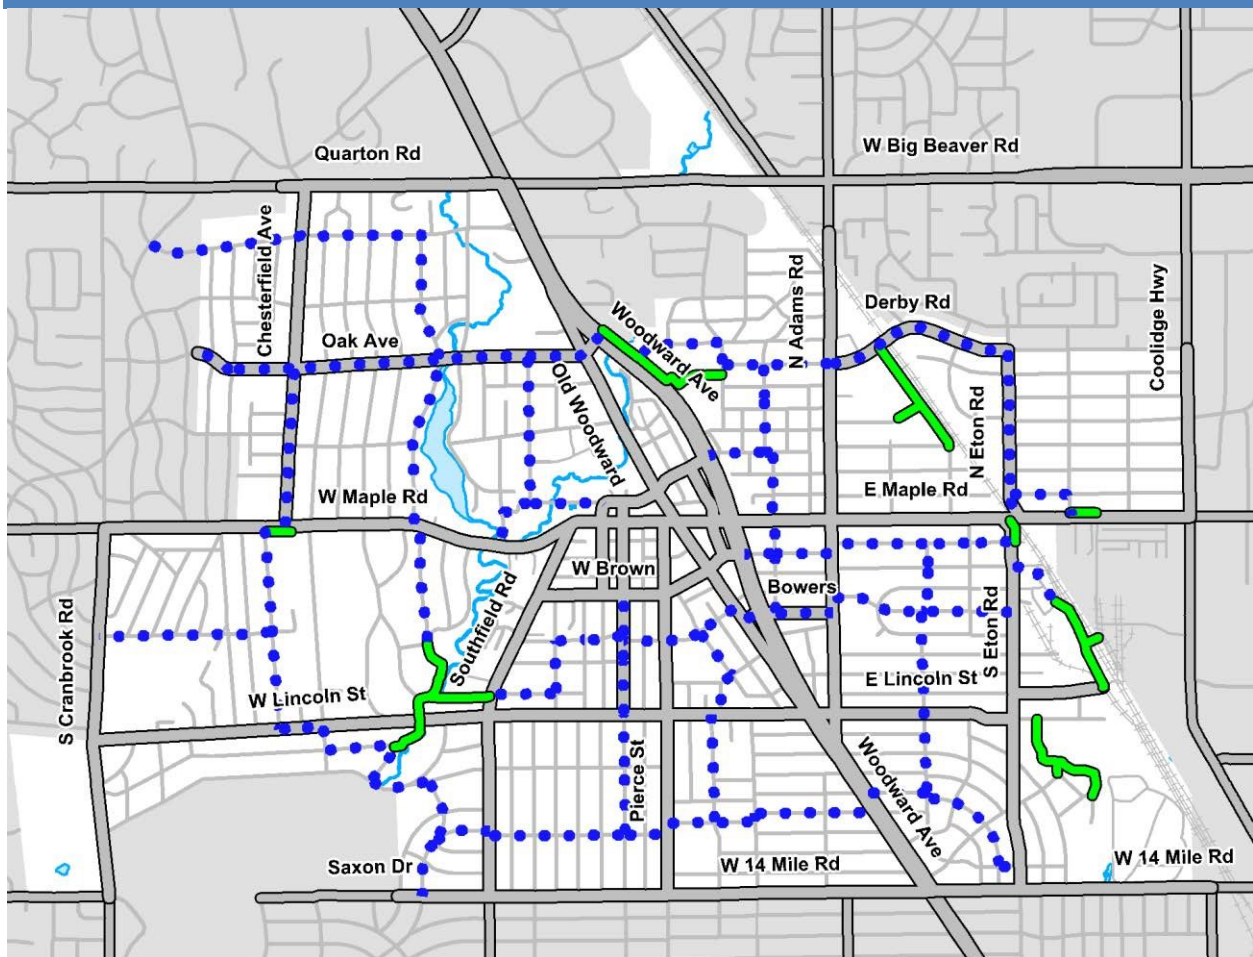 W Big Beaver Rd
Quarton Rd
Chesterfield Ave
N Adams Rd
Coolidge Hwy
Derby Rd
Woodward Ave
Oak Ave
Old Woodward
N Eton Rd
W Maple Rd
E Maple Rd
W Brown
Bowers
S Cranbrook Rd
Southfield Rd
S Eton Rd
E Lincoln St
W Lincoln St
Pierce St
Woodward Ave
Saxon Dr
W 14 Mile Rd
W 14 Mile Rd